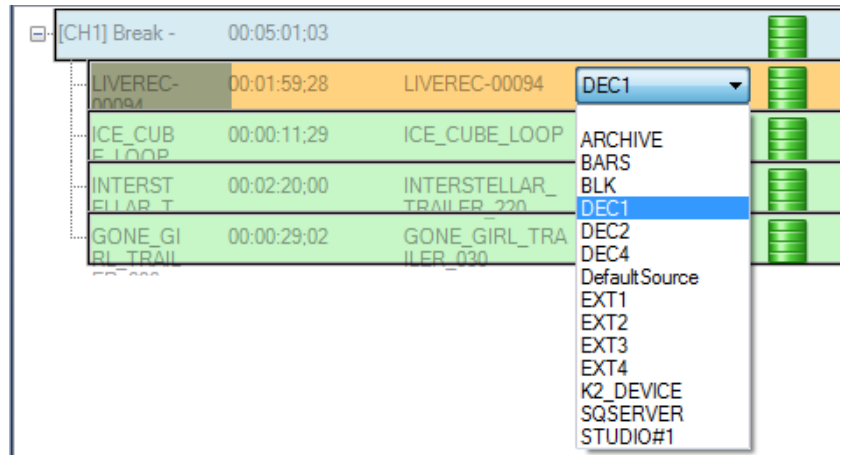 [CH1] Break - 00:05:01;03
LIVEREC-
00094
00:01:59;28
LIVEREC-00094
DEC1
ICE_CUB
E_LOOP
00:00:11;29
ICE_CUBE_LOOP
INTERST
ELLAR_T
00:02:20;00
INTERSTELLAR_
TRAILER_220
GONE_GI
RL_TRAIL
00:00:29;02
GONE_GIRL_TRA
ILER_030
ARCHIVE
BARS
BLK
DEC1
DEC2
DEC4
DefaultSource
EXT1
EXT2
EXT3
EXT4
K2_DEVICE
SQSERVER
STUDIO#1